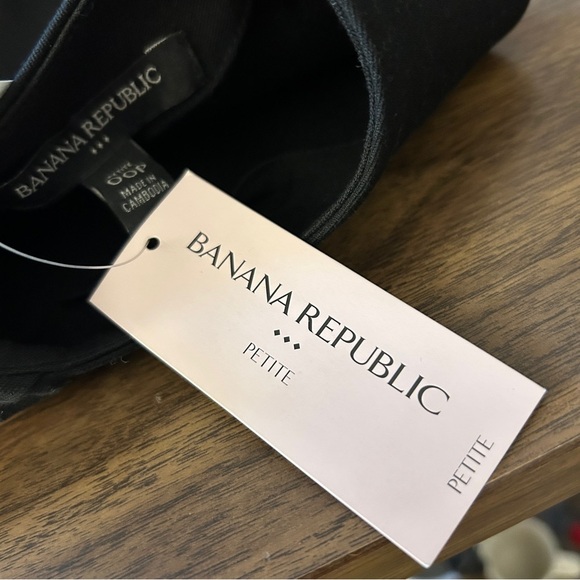 BANANA REPUBLIC
00P
MADE IN
CAMBODIA
BANANA REPUBLIC
PETITE
PETITE